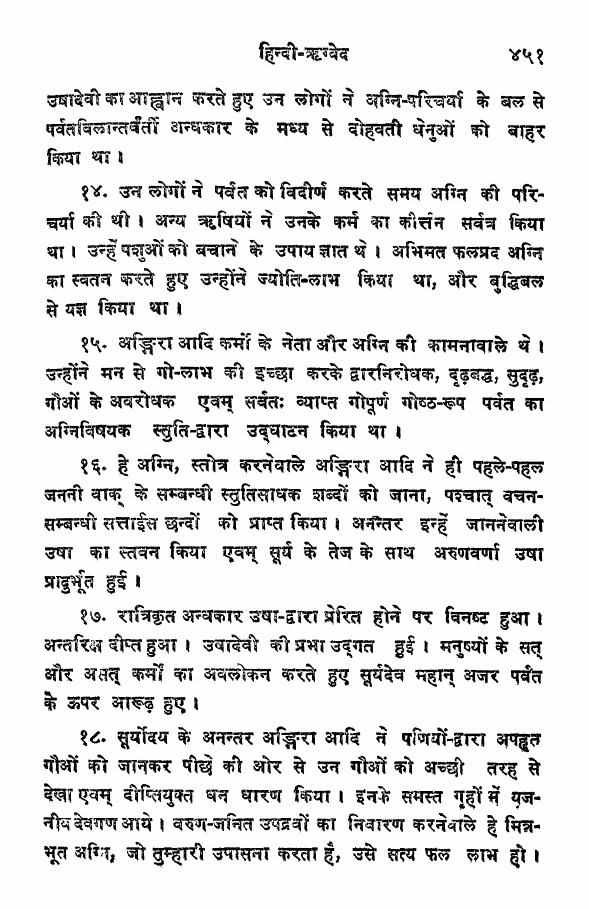 हिन्दी-ऋग्वेद ४५१
उषादेवी का आह्वान करते हुए उन लोगों ने अग्नि-परिचर्या के बल से
पर्वतबिलान्तर्वर्ती अन्धकार के मध्य से दोहवती धेनुओं को बाहर
किया था।
१४. उन लोगों ने पर्वत को विदीर्ण करते समय अग्नि की परि-
चर्या की थी। अन्य ऋषियों ने उनके कर्म का कीर्त्तन सर्वत्र किया
था। उन्हें पशुओं को बचाने के उपाय ज्ञात थे। अभिमत फलप्रद अग्नि
का स्वतन करते हुए उन्होंने ज्योति-लाभ किया था, और बुद्धिबल
से यज्ञ किया था।
१५. अङ्गिरा आदि कर्मो के नेता और अग्नि की कामनावाले थे।
उन्होंने मन से गो-लाभ की इच्छा करके द्वारनिरोधक, दृढ़बद्ध, सुदृढ़,
गौओं के अवरोधक एवम् सर्वतः व्याप्त गोपूर्ण गोष्ठ-रूप पर्वत का
अग्निविषयक स्तुति-द्वारा उद्घाटन किया था।
१६. हे अग्नि, स्तोत्र करनेवाले अङ्गिरा आदि ने ही पहले-पहल
जननी वाक् के सम्बन्धी स्तुतिसाधक शब्दों को जाना, पश्चात् वचन-
सम्बन्धी सत्ताईस छन्दों को प्राप्त किया। अनन्तर इन्हें जाननेवाली
उषा का स्तवन किया एवम् सूर्य के तेज के साथ अरुणवर्णा उषा
प्रादुर्भूत हुई।
१७. रात्रिकृत अन्धकार उषा-द्वारा प्रेरित होने पर विनष्ट हुआ।
अन्तरिक्ष दीप्त हुआ। उषादेवी की प्रभा उद्गत हुई। मनुष्यों के सत्
और असत् कर्मों का अवलोकन करते हुए सूर्यदेव महान् अजर पर्वत
के ऊपर आरूढ़ हुए।
१८. सूर्योदय के अनन्तर अङ्गिरा आदि ने पणियों-द्वारा अपहृत
गौओं को जानकर पीछे की ओर से उन गौओं को अच्छी तरह से
देखा एवम् दीप्तियुक्त धन धारण किया। इनके समस्त गृहों में यज-
नीय देवगण आये। वरुण-जनित उपद्रवों का निवारण करनेवाले हे मित्र-
भूत अग्नि, जो तुम्हारी उपासना करता है, उसे सत्य फल लाभ हो।